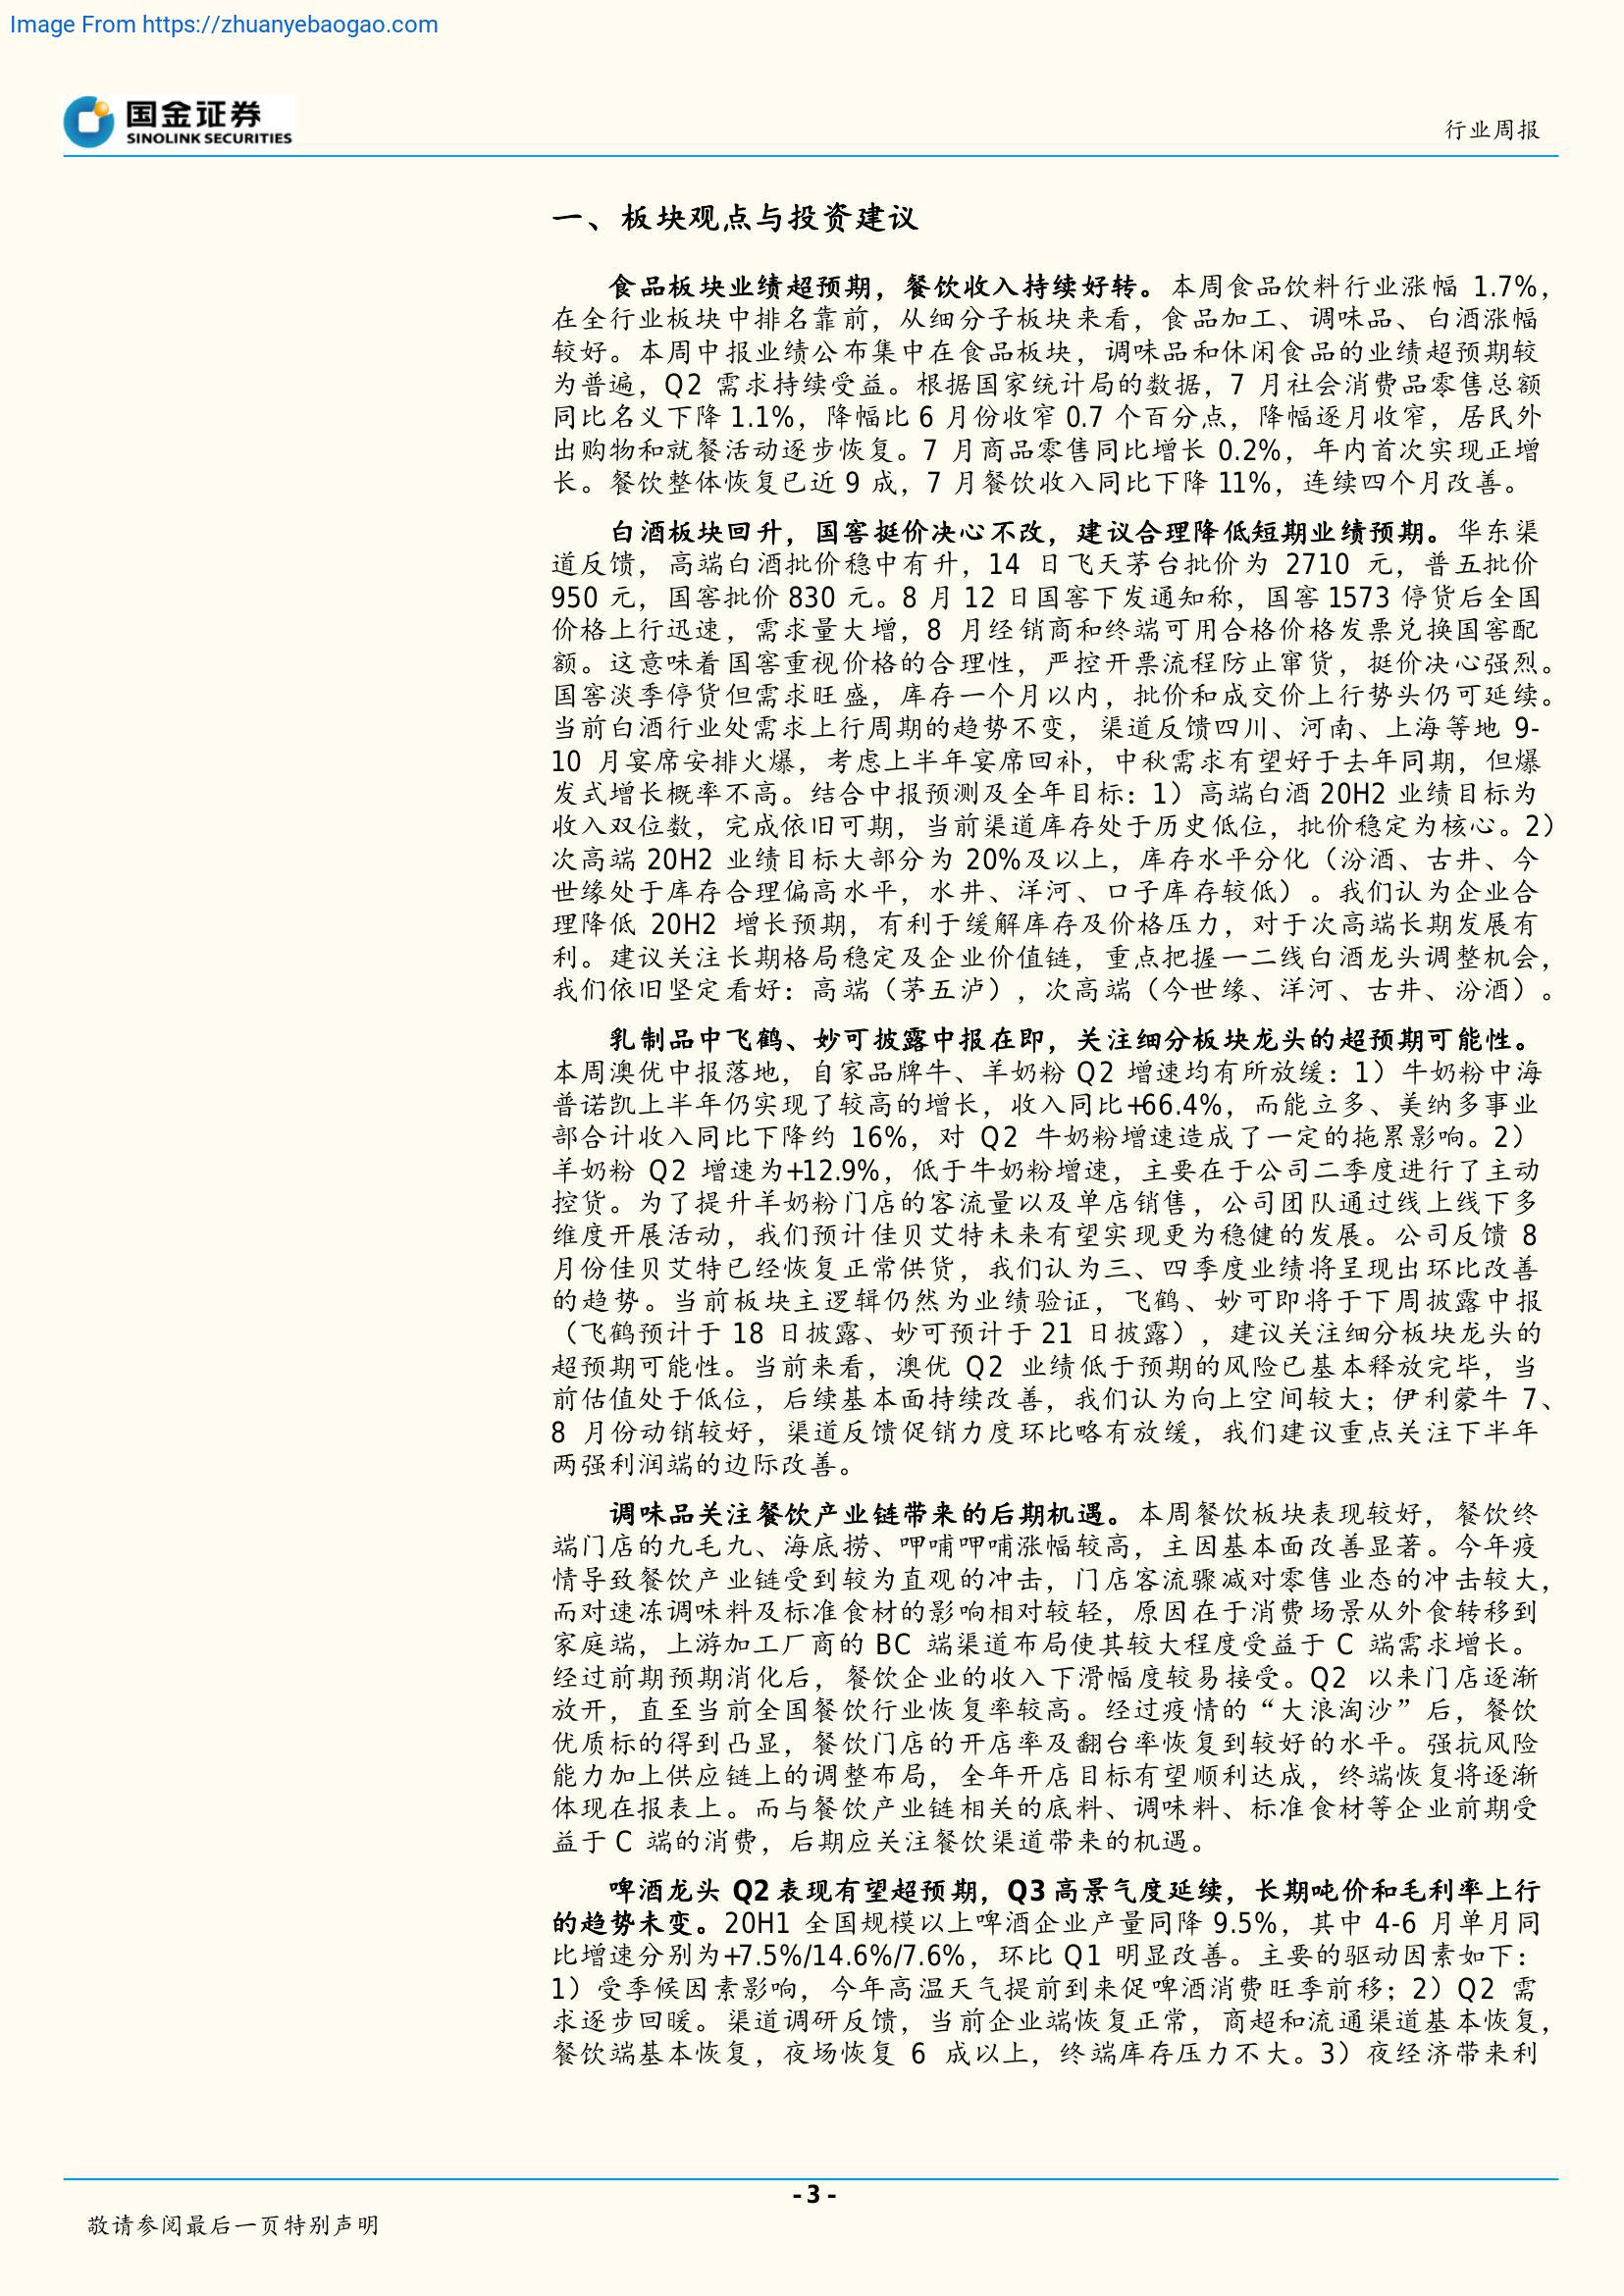 Image From https://zhuanyebaogao.com
国金证券
SINOLINK SECURITIES
行业周报
一、板块观点与投资建议
食品板块业绩超预期，餐饮收入持续好转。本周食品饮料行业涨幅 1.7%，
在全行业板块中排名靠前，从细分子板块来看，食品加工、调味品、白酒涨幅
较好。本周中报业绩公布集中在食品板块，调味品和休闲食品的业绩超预期较
为普遍，Q2 需求持续受益。根据国家统计局的数据，7 月社会消费品零售总额
同比名义下降 1.1%，降幅比 6 月份收窄 0.7 个百分点，降幅逐月收窄，居民外
出购物和就餐活动逐步恢复。7 月商品零售同比增长 0.2%，年内首次实现正增
长。餐饮整体恢复已近 9 成，7 月餐饮收入同比下降 11%，连续四个月改善。
白酒板块回升，国窖挺价决心不改，建议合理降低短期业绩预期。华东渠
道反馈，高端白酒批价稳中有升，14 日飞天茅台批价为 2710 元，普五批价
950 元，国窖批价 830 元。8 月 12 日国窖下发通知称，国窖 1573 停货后全国
价格上行迅速，需求量大增，8 月经销商和终端可用合格价格发票兑换国窖配
额。这意味着国窖重视价格的合理性，严控开票流程防止窜货，挺价决心强烈。
国窖淡季停货但需求旺盛，库存一个月以内，批价和成交价上行势头仍可延续。
当前白酒行业处需求上行周期的趋势不变，渠道反馈四川、河南、上海等地 9-
10 月宴席安排火爆，考虑上半年宴席回补，中秋需求有望好于去年同期，但爆
发式增长概率不高。结合中报预测及全年目标：1）高端白酒 20H2 业绩目标为
收入双位数，完成依旧可期，当前渠道库存处于历史低位，批价稳定为核心。2）
次高端 20H2 业绩目标大部分为 20%及以上，库存水平分化（汾酒、古井、今
世缘处于库存合理偏高水平，水井、洋河、口子库存较低）。我们认为企业合
理降低 20H2 增长预期，有利于缓解库存及价格压力，对于次高端长期发展有
利。建议关注长期格局稳定及企业价值链，重点把握一二线白酒龙头调整机会，
我们依旧坚定看好：高端（茅五泸），次高端（今世缘、洋河、古井、汾酒）。
乳制品中飞鹤、妙可披露中报在即，关注细分板块龙头的超预期可能性。
本周澳优中报落地，自家品牌牛、羊奶粉 Q2 增速均有所放缓：1）牛奶粉中海
普诺凯上半年仍实现了较高的增长，收入同比+66.4%，而能立多、美纳多事业
部合计收入同比下降约 16%，对 Q2 牛奶粉增速造成了一定的拖累影响。2）
羊奶粉 Q2 增速为+12.9%，低于牛奶粉增速，主要在于公司二季度进行了主动
控货。为了提升羊奶粉门店的客流量以及单店销售，公司团队通过线上线下多
维度开展活动，我们预计佳贝艾特未来有望实现更为稳健的发展。公司反馈 8
月份佳贝艾特已经恢复正常供货，我们认为三、四季度业绩将呈现出环比改善
的趋势。当前板块主逻辑仍然为业绩验证，飞鹤、妙可即将于下周披露中报
（飞鹤预计于 18 日披露、妙可预计于 21 日披露），建议关注细分板块龙头的
超预期可能性。当前来看，澳优 Q2 业绩低于预期的风险已基本释放完毕，当
前估值处于低位，后续基本面持续改善，我们认为向上空间较大；伊利蒙牛 7、
8 月份动销较好，渠道反馈促销力度环比略有放缓，我们建议重点关注下半年
两强利润端的边际改善。
调味品关注餐饮产业链带来的后期机遇。本周餐饮板块表现较好，餐饮终
端门店的九毛九、海底捞、呷哺呷哺涨幅较高，主因基本面改善显著。今年疫
情导致餐饮产业链受到较为直观的冲击，门店客流骤减对零售业态的冲击较大，
而对速冻调味料及标准食材的影响相对较轻，原因在于消费场景从外食转移到
家庭端，上游加工厂商的 BC 端渠道布局使其较大程度受益于 C 端需求增长。
经过前期预期消化后，餐饮企业的收入下滑幅度较易接受。Q2 以来门店逐渐
放开，直至当前全国餐饮行业恢复率较高。经过疫情的“大浪淘沙”后，餐饮
优质标的得到凸显，餐饮门店的开店率及翻台率恢复到较好的水平。强抗风险
能力加上供应链上的调整布局，全年开店目标有望顺利达成，终端恢复将逐渐
体现在报表上。而与餐饮产业链相关的底料、调味料、标准食材等企业前期受
益于 C 端的消费，后期应关注餐饮渠道带来的机遇。
啤酒龙头 Q2 表现有望超预期，Q3 高景气度延续，长期吨价和毛利率上行
的趋势未变。20H1 全国规模以上啤酒企业产量同降 9.5%，其中 4-6 月单月同
比增速分别为+7.5%/14.6%/7.6%，环比 Q1 明显改善。主要的驱动因素如下：
1）受季候因素影响，今年高温天气提前到来促啤酒消费旺季前移；2）Q2 需
求逐步回暖。渠道调研反馈，当前企业端恢复正常，商超和流通渠道基本恢复，
餐饮端基本恢复，夜场恢复 6 成以上，终端库存压力不大。3）夜经济带来利
- 3 -
敬请参阅最后一页特别声明